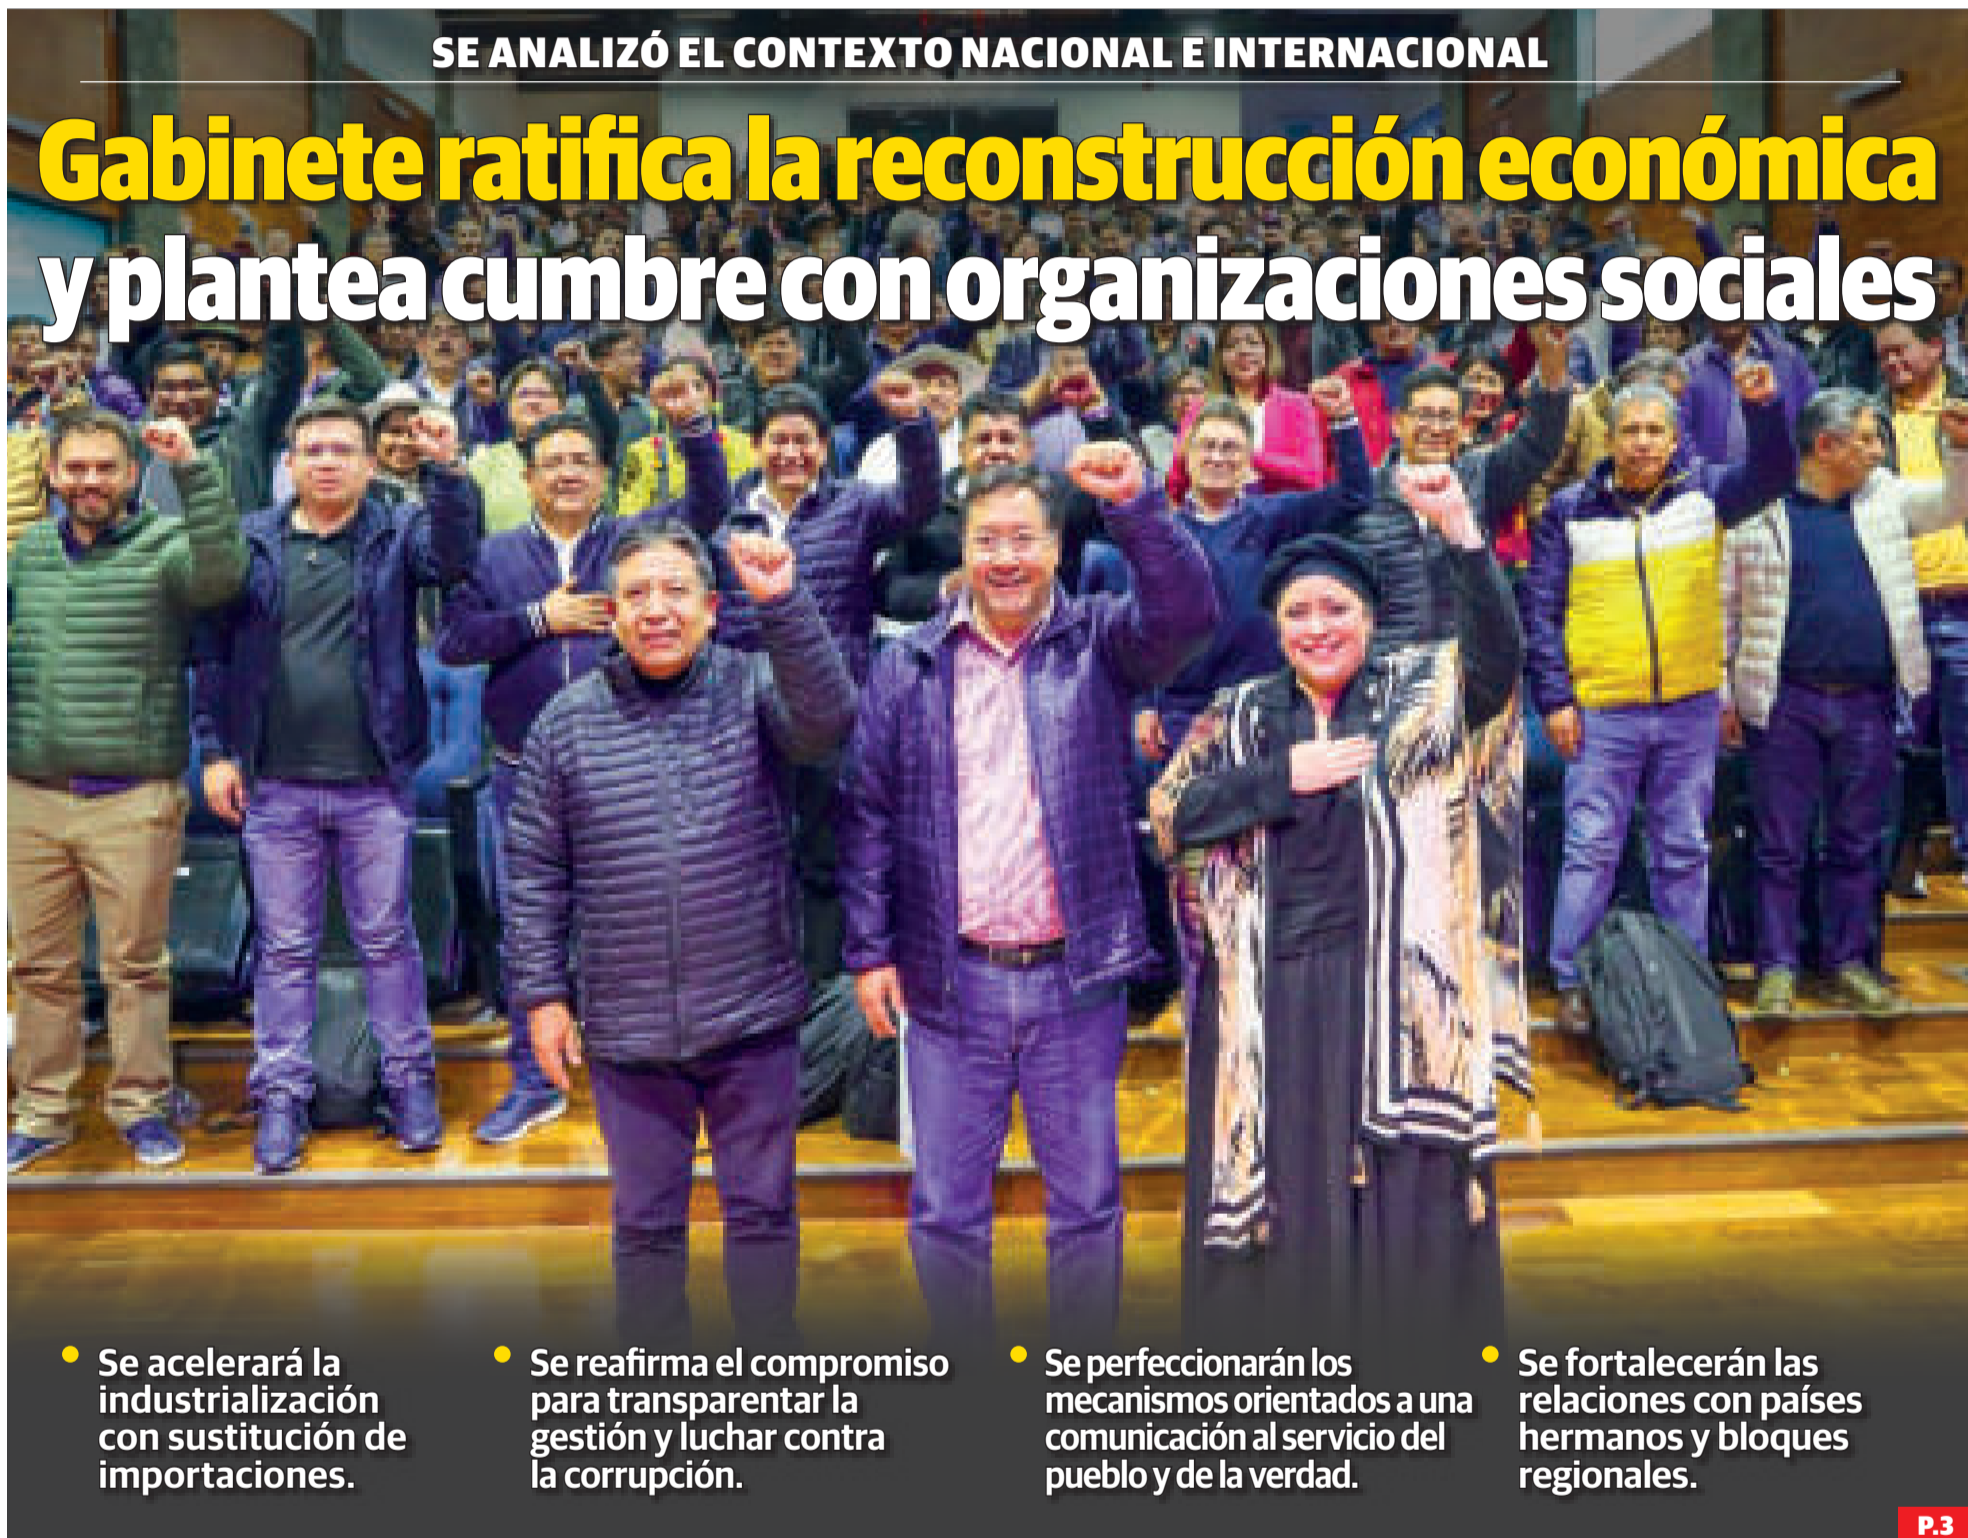 SE ANALIZÓ EL CONTEXTO NACIONAL E INTERNACIONAL
Gabinete ratifica la reconstrucción económica
y plantea cumbre con organizaciones sociales
• Se acelerará la
industrialización
con sustitución de
importaciones.
• Se reafirma el compromiso
para transparentar la
gestión y luchar contra
la corrupción.
• Se perfeccionarán los
mecanismos orientados a una
comunicación al servicio del
pueblo y de la verdad.
• Se fortalecerán las
relaciones con países
hermanos y bloques
regionales.
P.3